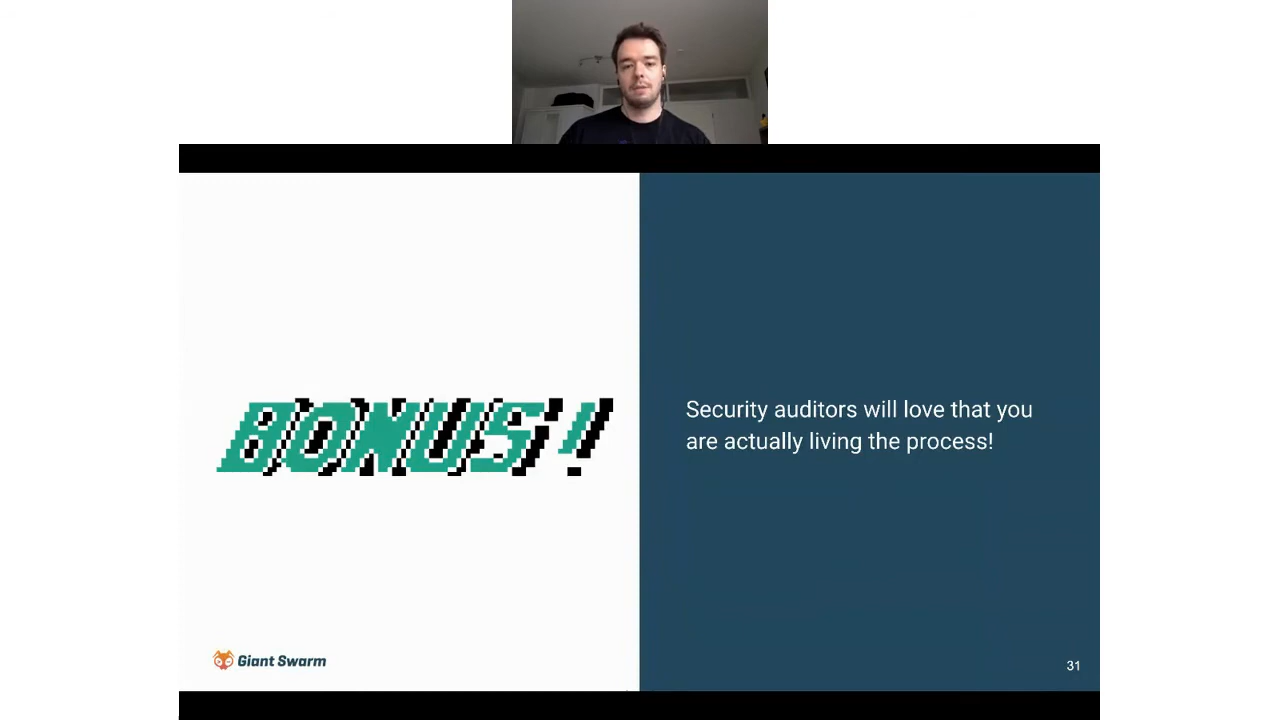 BONUS!
Security auditors will love that you
are actually living the process!
Giant Swarm
31